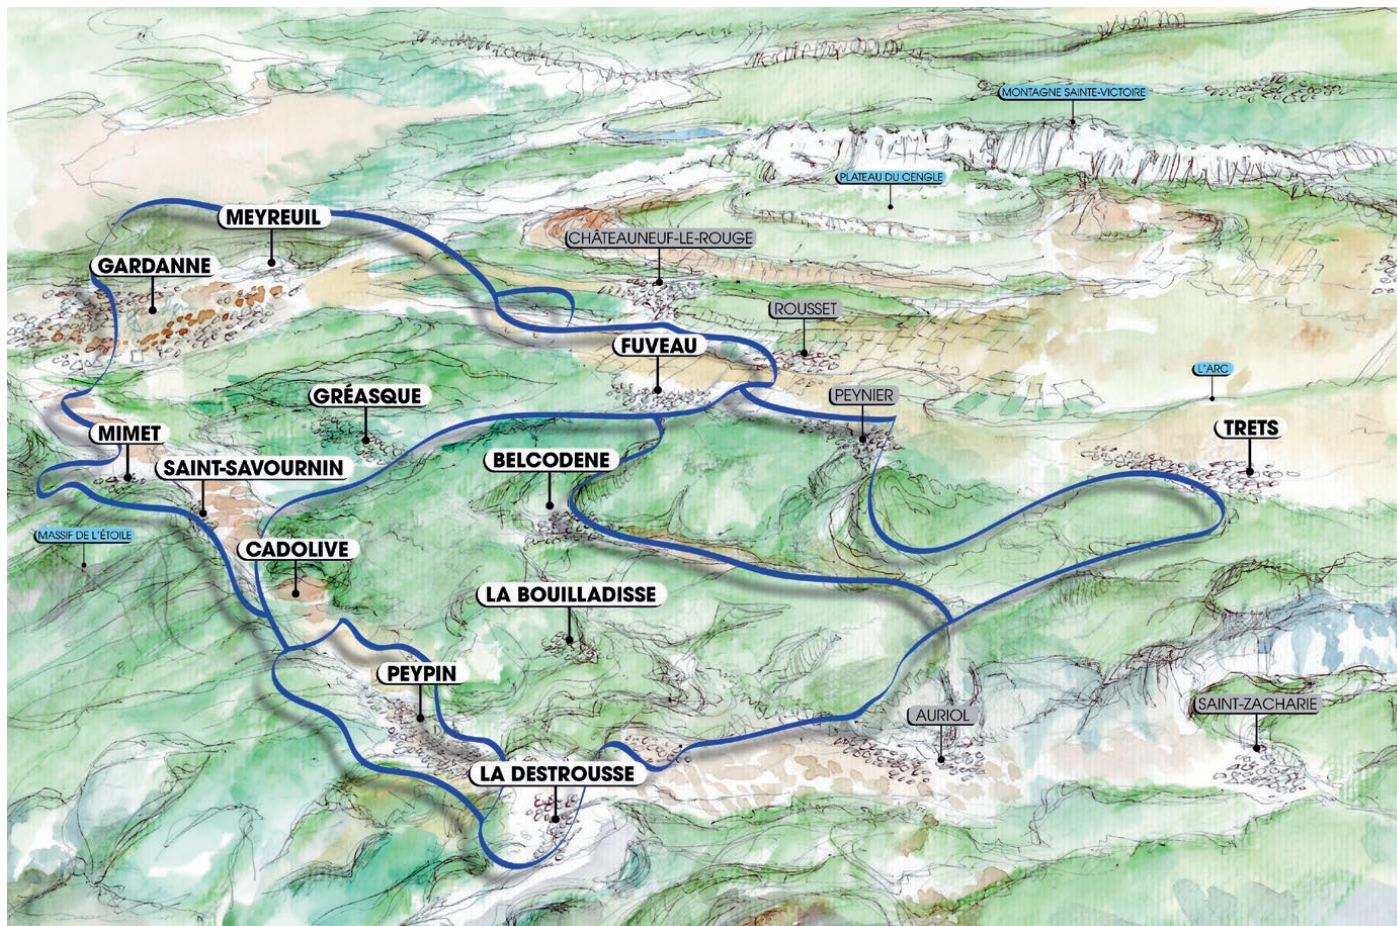 MONTAGNE SAINTE-VICTOIRE
PLATEAU DU CENGLE
MEYREUIL
CHÂTEAUNEUF-LE-ROUGE
GARDANNE
ROUSSET
FUVEAU
L'ARC
GRÉASQUE
PEYNIER
TRETS
MIMET
SAINT-SAVOURNIN
BELCODENE
MASSIF DE L'ÉTOILE
CADOLIVE
LA BOUILLADISSE
PEYPIN
SAINT-ZACHARIE
AURIOL
LA DESTROUSSE